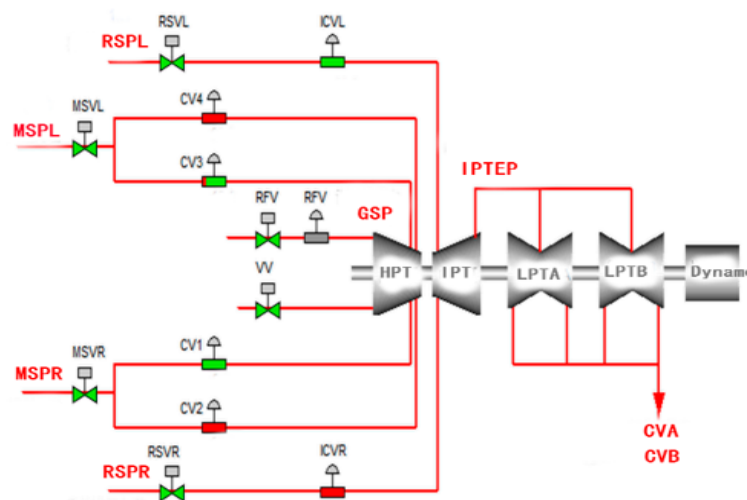 RSVL
ICVL
RSPL
MSVL
CV4
MSPL
CV3
IPTEP
RFV
RFV
GSP
VV
HPT
IPT
LPTA
LPTB
Dynamo
MSVR
CV1
MSPR
CV2
CVA
RSVR
ICVR
CVB
RSPR